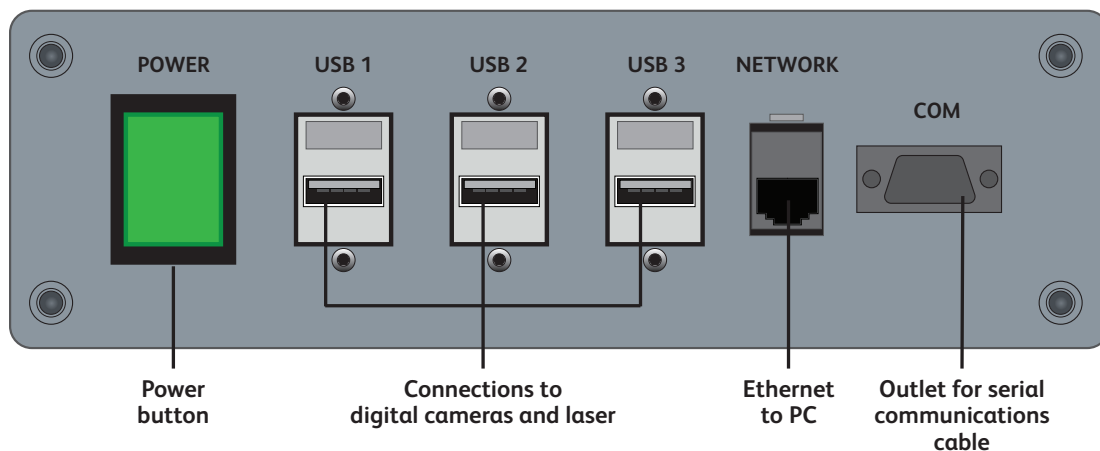 POWER
USB 1
USB 2
USB 3
NETWORK
COM
Power
button
Connections to
digital cameras and laser
Ethernet
to PC
Outlet for serial
communications
cable